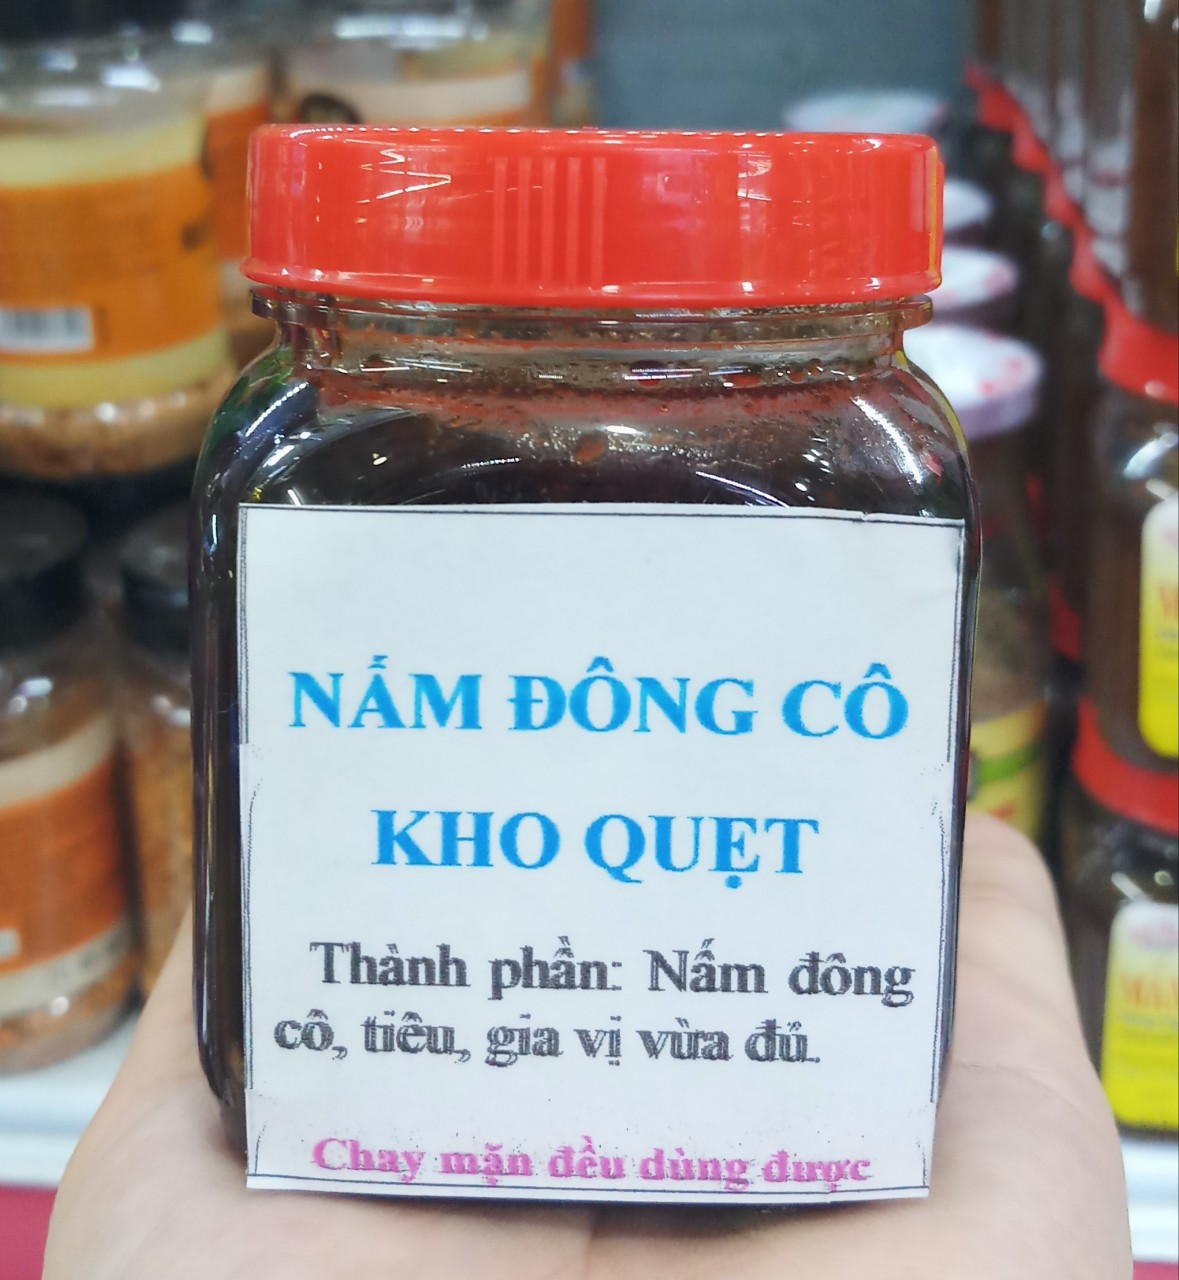 NẤM ĐÔNG CÔ
KHO QUẸT
Thành phần: Nấm đông
cô, tiêu, gia vị vừa đủ.
Chay mặn đều dùng được